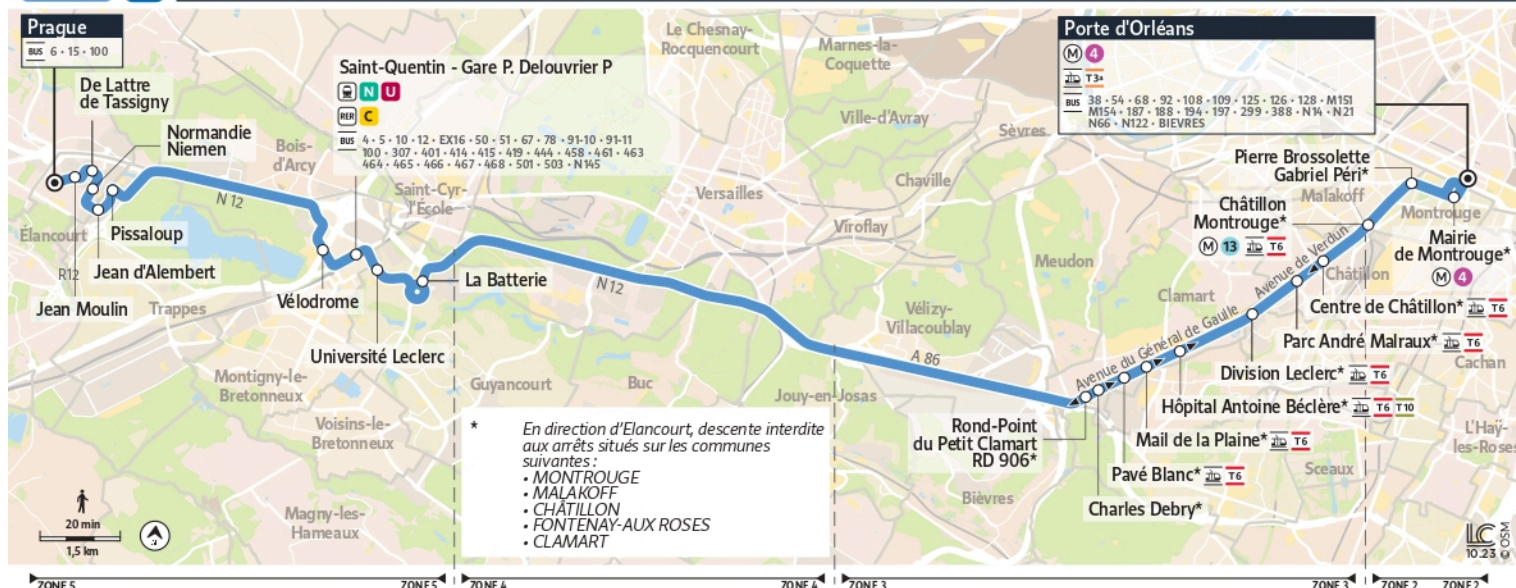 Prague
BUS 6 • 15 • 100
De Lattre
de Tassigny
Normandie
Niemen
Saint-Quentin - Gare P. Delouvrier P
N U
RER C
BUS 4 • 5 • 10 • 12 • EX16 • 50 • 51 • 67 • 78 • 91-10 • 91-11
100 • 307 • 401 • 414 • 415 • 419 • 444 • 458 • 461 • 463
464 • 465 • 466 • 467 • 468 • 501 • 503 • N145
Le Chesnay-
Rocquencourt
Marnes-la-
Coquette
Porte d'Orléans
M 4
T3a
BUS 38 • 54 • 68 • 92 • 108 • 109 • 125 • 126 • 128 • M151
M154 • 187 • 188 • 194 • 197 • 299 • 388 • N14 • N21
N66 • N122 • BIEVRES
Bois-
d'Arcy
Ville-d'Avray
Sèvres
Pierre Brossolette
Gabriel Péri*
Saint-Cyr-
l'École
Versailles
Chaville
Malakoff
Montrouge
N 12
Viroflay
Châtillon
Montrouge*
M 13 T6
Élancourt
Pissaloup
Mairie
de Montrouge*
M 4
R12
Jean d'Alembert
Jean Moulin
Trappes
Vélodrome
La Batterie
N 12
Meudon
Avenue de Verdun
Châtillon
Clamart
Centre de Châtillon* T6
Vélizy-
Villacoublay
Avenue du Général de Gaulle
Parc André Malraux* T6
Cachan
Université Leclerc
A 86
Division Leclerc* T6
Montigny-le-
Bretonneux
Guyancourt
Buc
Jouy-en-Josas
Hôpital Antoine Béclère* T6 T10
Voisins-le-
Bretonneux
Rond-Point
du Petit Clamart
RD 906*
Mail de la Plaine* T6
L'Haÿ-
les-Roses
Pavé Blanc* T6
Sceaux
Bièvres
Charles Debry*
* En direction d'Elancourt, descente interdite
aux arrêts situés sur les communes
suivantes :
• MONTROUGE
• MALAKOFF
• CHÂTILLON
• FONTENAY-AUX ROSES
• CLAMART
Magny-les-
Hameaux
20 min
1,5 km
LC
10.23 © OSM
ZONE 5 ZONE 5 ZONE 4 ZONE 4 ZONE 3 ZONE 3 ZONE 2 ZONE 2